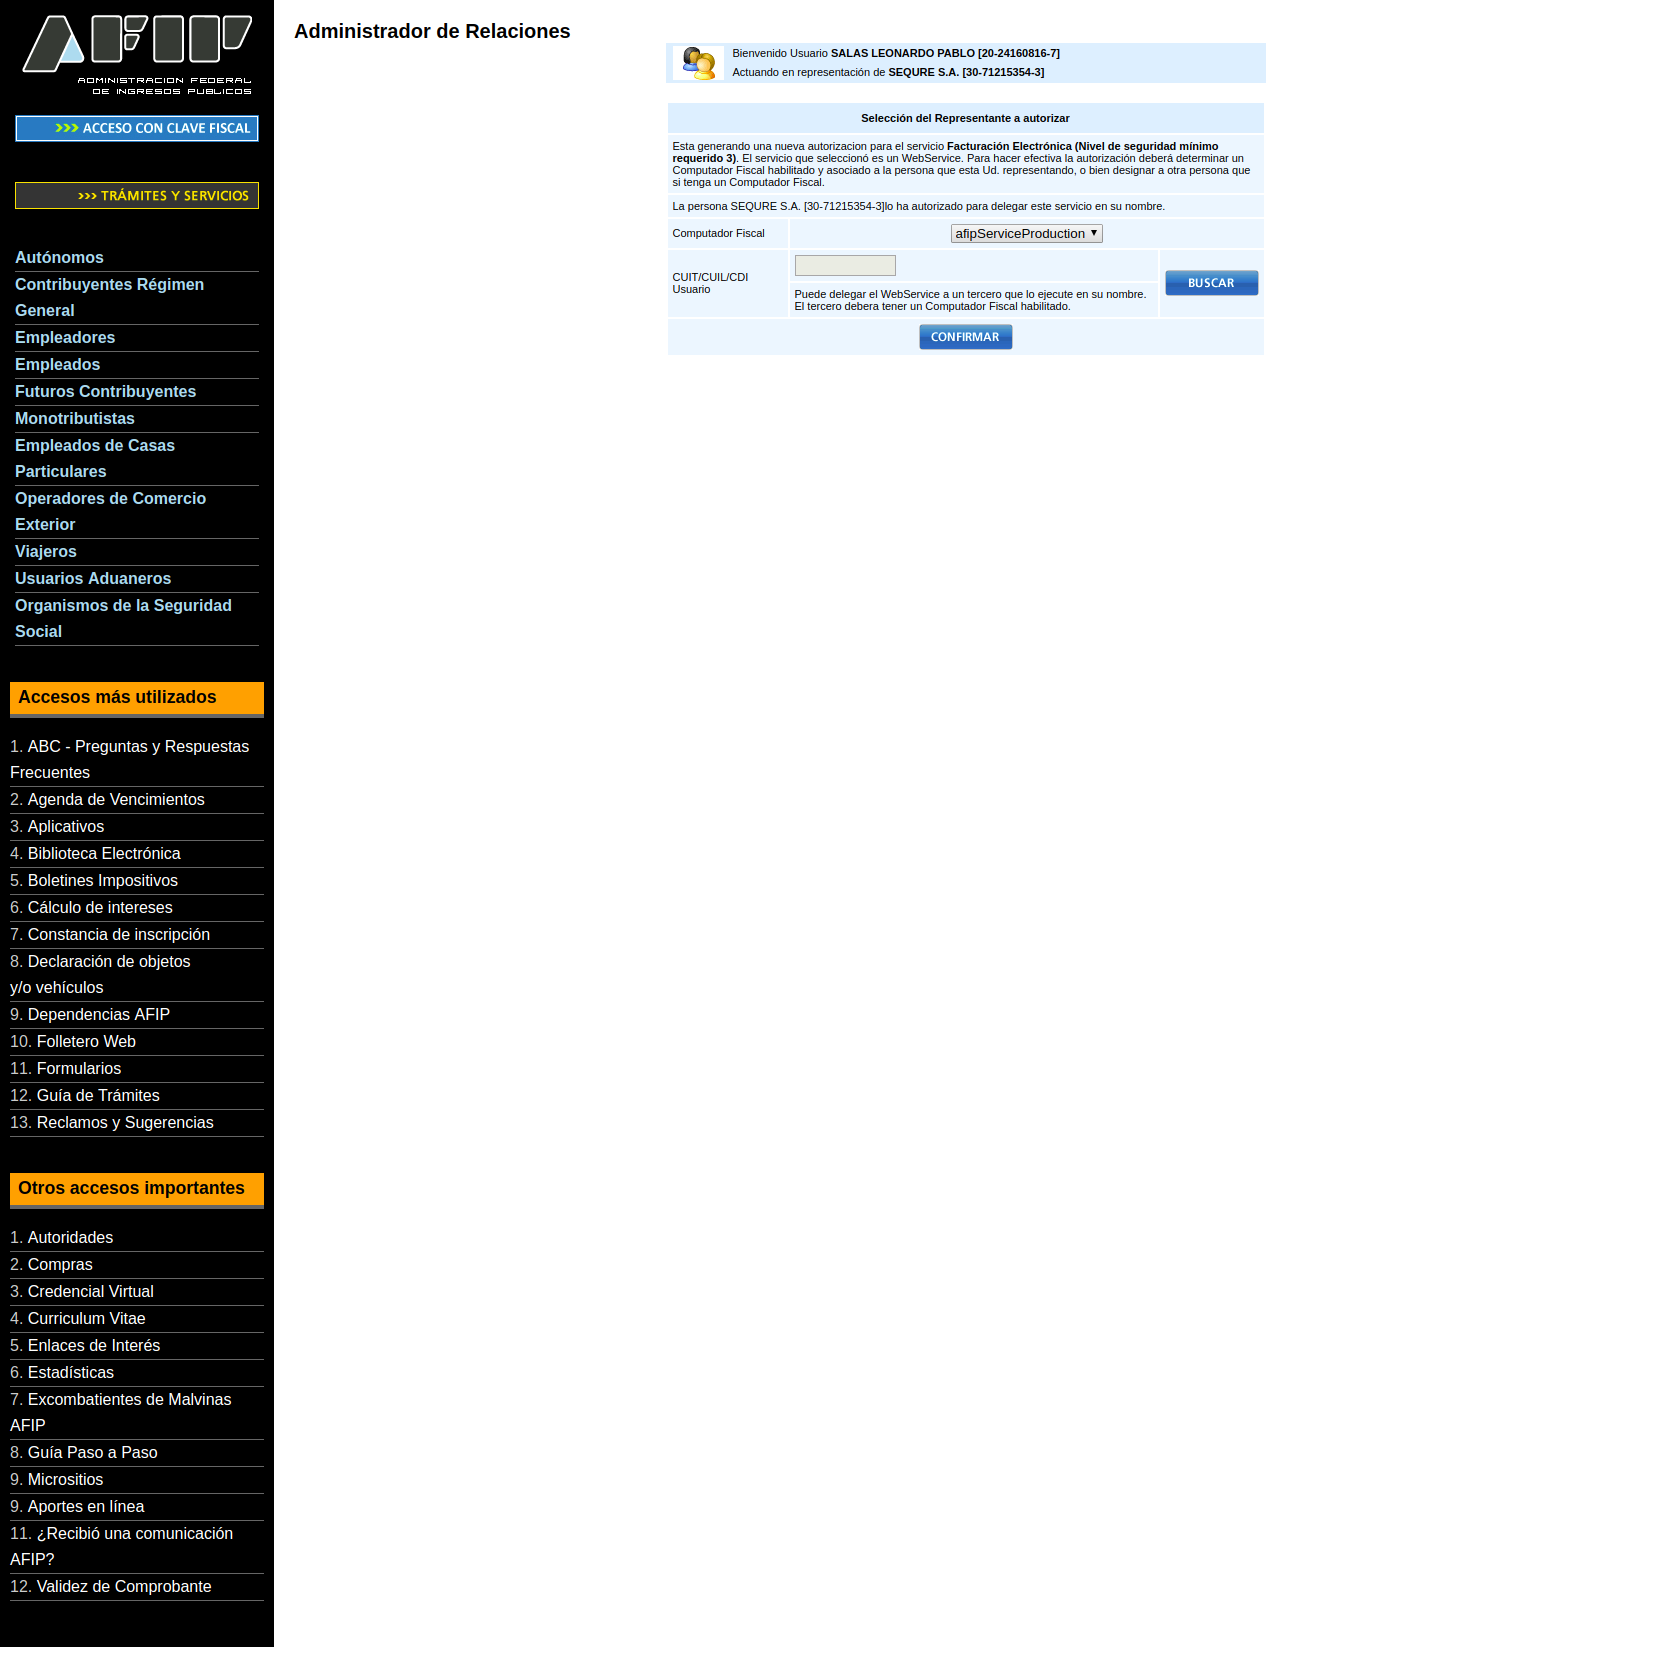 AFIP
ADMINISTRACION FEDERAL
DE INGRESOS PUBLICOS
>>> ACCESO CON CLAVE FISCAL
>>> TRÁMITES Y SERVICIOS
Autónomos
Contribuyentes Régimen
General
Empleadores
Empleados
Futuros Contribuyentes
Monotributistas
Empleados de Casas
Particulares
Operadores de Comercio
Exterior
Viajeros
Usuarios Aduaneros
Organismos de la Seguridad
Social
Accesos más utilizados
1. ABC - Preguntas y Respuestas
Frecuentes
2. Agenda de Vencimientos
3. Aplicativos
4. Biblioteca Electrónica
5. Boletines Impositivos
6. Cálculo de intereses
7. Constancia de inscripción
8. Declaración de objetos
y/o vehículos
9. Dependencias AFIP
10. Folletero Web
11. Formularios
12. Guía de Trámites
13. Reclamos y Sugerencias
Otros accesos importantes
1. Autoridades
2. Compras
3. Credencial Virtual
4. Curriculum Vitae
5. Enlaces de Interés
6. Estadísticas
7. Excombatientes de Malvinas
AFIP
8. Guía Paso a Paso
9. Micrositios
9. Aportes en línea
11. ¿Recibió una comunicación
AFIP?
12. Validez de Comprobante
Administrador de Relaciones
Bienvenido Usuario SALAS LEONARDO PABLO [20-24160816-7]
Actuando en representación de SEQURE S.A. [30-71215354-3]
Selección del Representante a autorizar
Esta generando una nueva autorizacion para el servicio Facturación Electrónica (Nivel de seguridad mínimo
requerido 3). El servicio que seleccionó es un WebService. Para hacer efectiva la autorización deberá determinar un
Computador Fiscal habilitado y asociado a la persona que esta Ud. representando, o bien designar a otra persona que
si tenga un Computador Fiscal.
La persona SEQURE S.A. [30-71215354-3]lo ha autorizado para delegar este servicio en su nombre.
Computador Fiscal
afipServiceProduction
CUIT/CUIL/CDI
Usuario
Puede delegar el WebService a un tercero que lo ejecute en su nombre.
El tercero debera tener un Computador Fiscal habilitado.
BUSCAR
CONFIRMAR